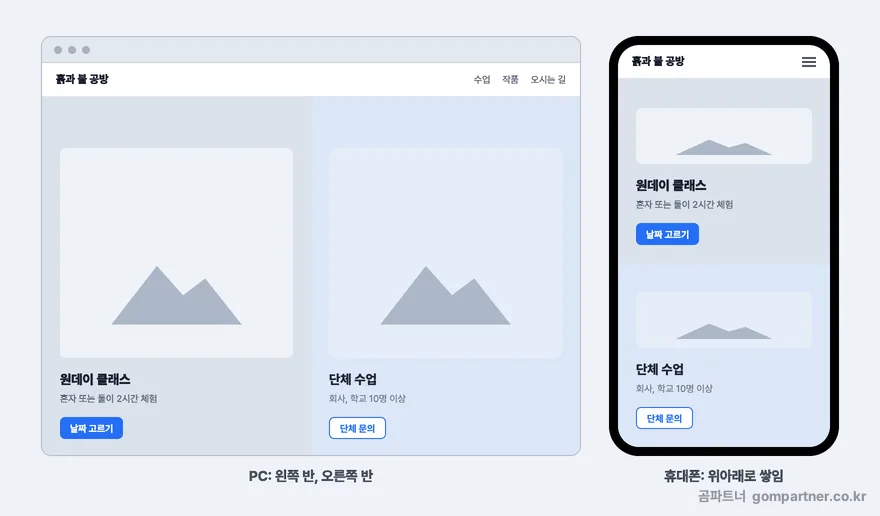 흙과 불 공방
수업 작품 오시는 길
원데이 클래스
혼자 또는 둘이 2시간 체험
날짜 고르기
단체 수업
회사, 학교 10명 이상
단체 문의
PC: 왼쪽 반, 오른쪽 반
흙과 불 공방
원데이 클래스
혼자 또는 둘이 2시간 체험
날짜 고르기
단체 수업
회사, 학교 10명 이상
단체 문의
휴대폰: 위아래로 쌓임
곰파트너 gompartner.co.kr